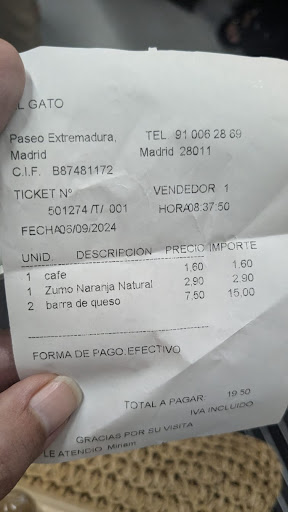 L GATO
Paseo Extremadura, TEL. 91 006 28 69
Madrid Madrid 28011
C.I.F. B87481172
TICKET Nº VENDEDOR 1
501274 /T/ 001 HORA08:37:50
FECHA06/09/2024
UNID. DESCRIPCION PRECIO IMPORTE
1 cafe 1,60 1,60
1 Zumo Naranja Natural 2,90 2,90
2 barra de queso 7,50 15,00
FORMA DE PAGO:EFECTIVO
TOTAL A PAGAR: 19,50
IVA INCLUIDO
GRACIAS POR SU VISITA
LE ATENDIO Miriam